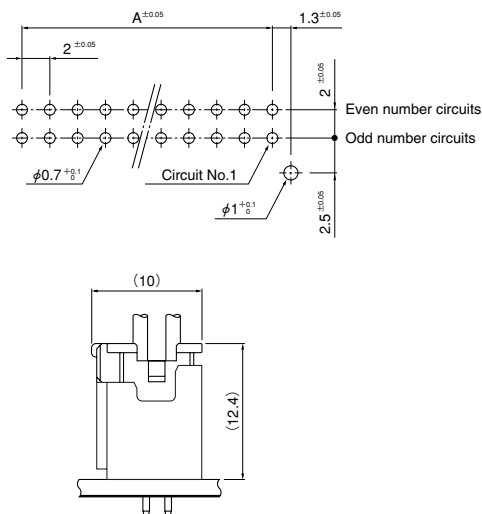 A±0.05
1.3±0.05
2 ±0.05
2 ±0.05
Even number circuits
Odd number circuits
φ0.7 +0.1 0
Circuit No.1
φ1 +0.1 0
2.5 ±0.05
(10)
(12.4)